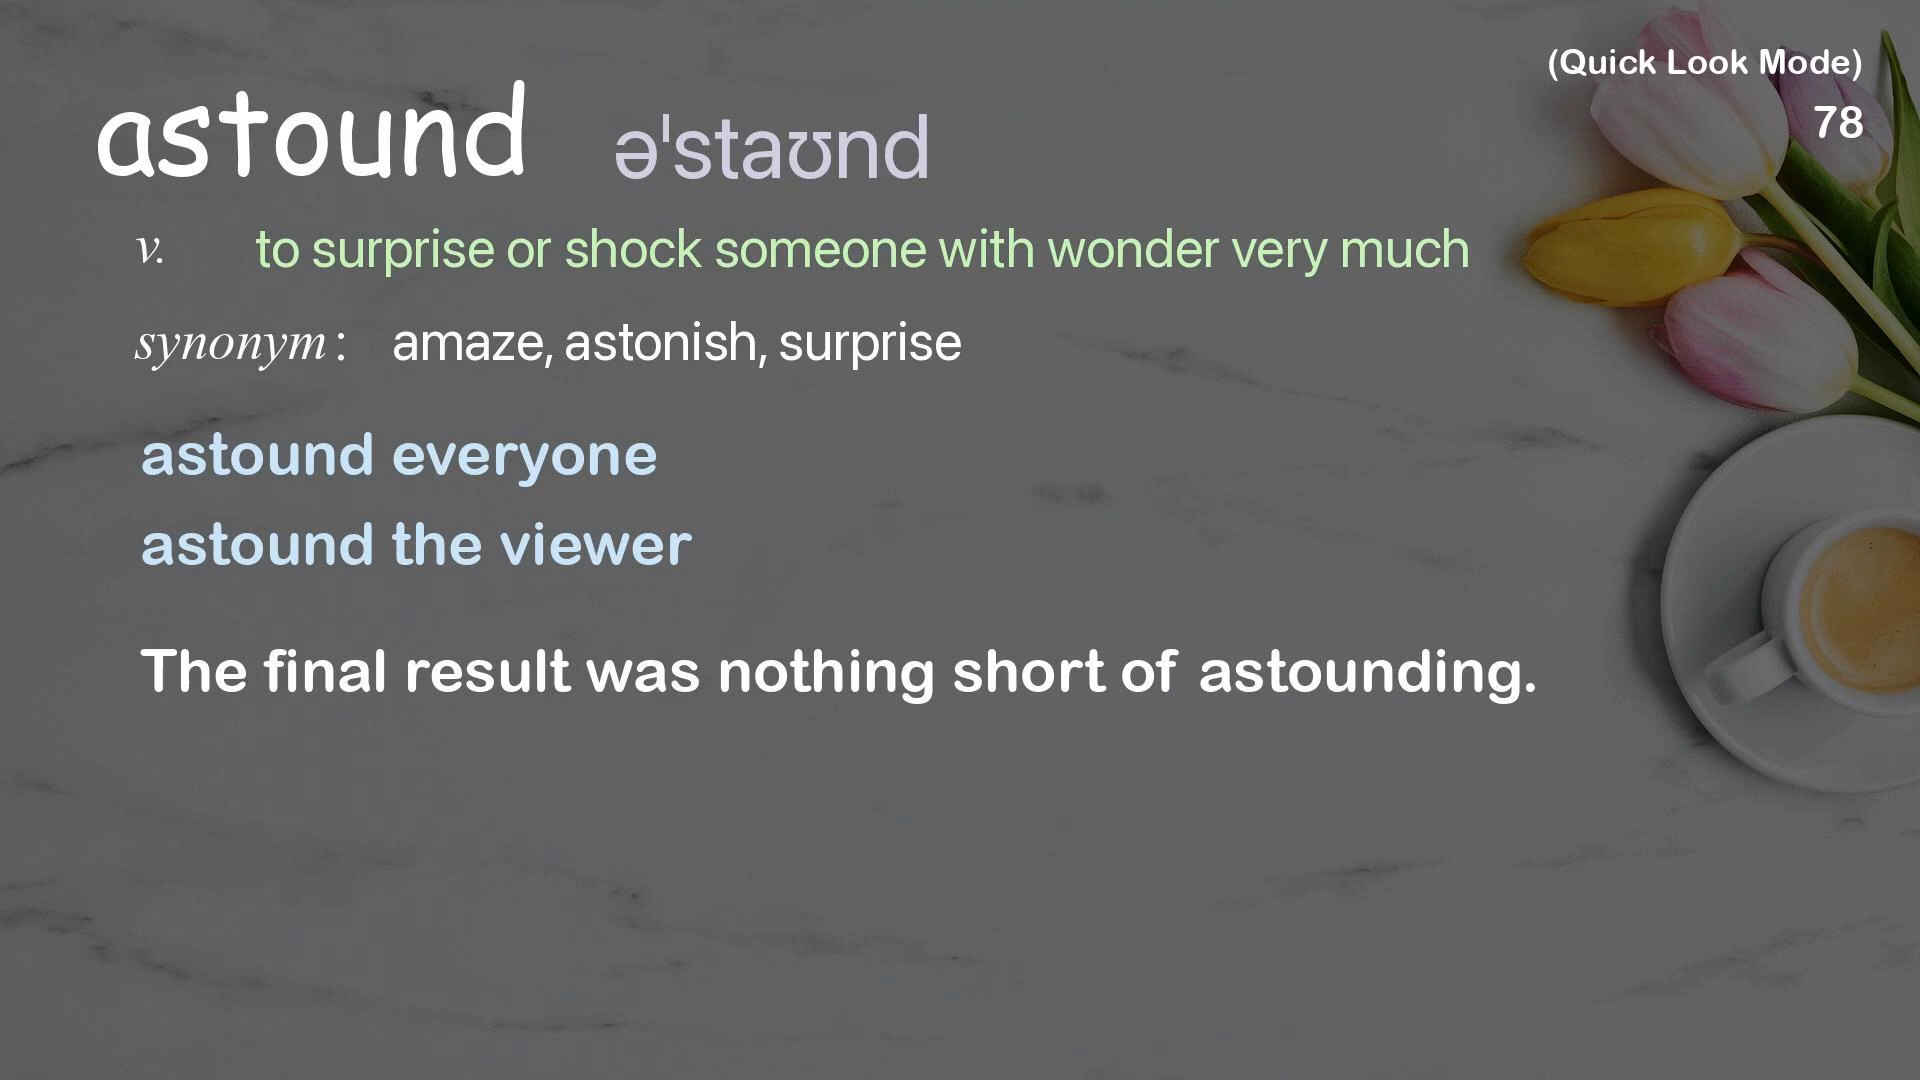 (Quick Look Mode)
78
astound əˈstaʊnd
v. to surprise or shock someone with wonder very much
synonym : amaze, astonish, surprise
astound everyone
astound the viewer
The final result was nothing short of astounding.